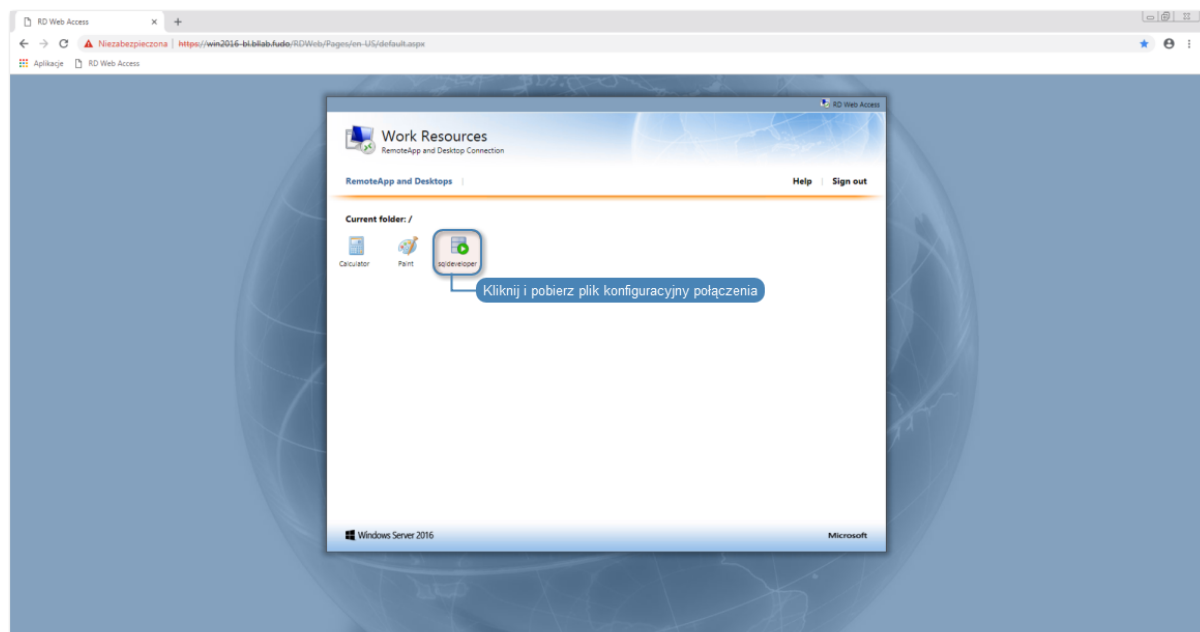 RD Web Access
Niezabezpieczona | https://win2016-bl.bllab.fudo/RDWeb/Pages/en-US/default.aspx
Aplikacje RD Web Access
RD Web Access
Work Resources
RemoteApp and Desktop Connection
RemoteApp and Desktops | Help | Sign out
Current folder: /
Calculator Paint sqldeveloper
Kliknij i pobierz plik konfiguracyjny połączenia
Windows Server 2016 Microsoft